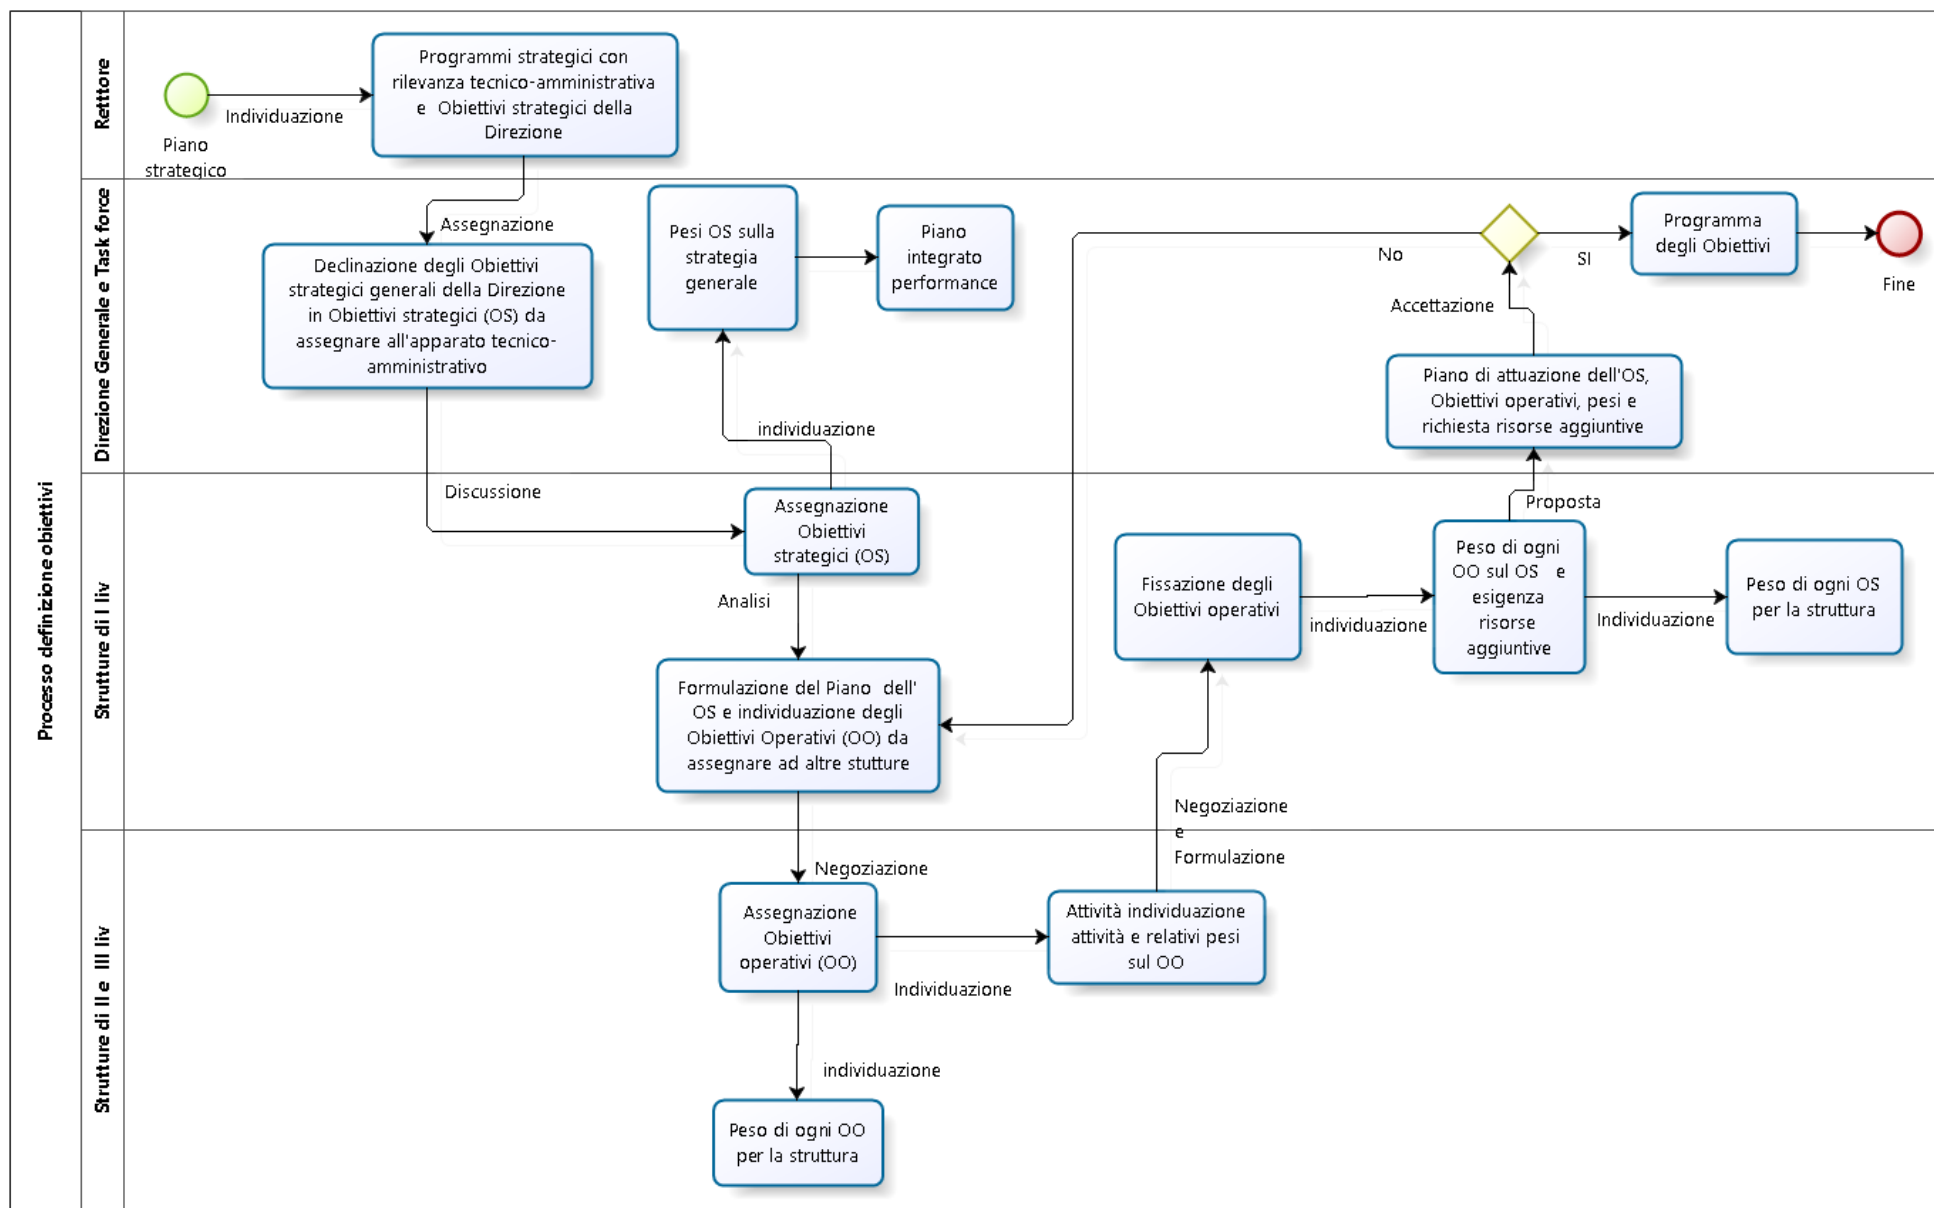 Processo definizione obiettivi
Retttore
Piano
strategico
Individuazione
Programmi strategici con
rilevanza tecnico-amministrativa
e Obiettivi strategici della
Direzione
Direzione Generalerale e Task force
Assegnazione
Declinazione degli Obiettivi
strategici generali della Direzione
in Obiettivi strategici (OS) da
assegnare all'apparato tecnico-
amministrativo
Pesi OS sulla
strategia
generale
Piano
integrato
performance
individuazione
No
SI
Programma
degli Obiettivi
Fine
Accettazione
Piano di attuazione dell'OS,
Obiettivi operativi, pesi e
richiesta risorse aggiuntive
Strutture di I liv
Discussione
Assegnazione
Obiettivi
strategici (OS)
Analisi
Formulazione del Piano dell'
OS e individuazione degli
Obiettivi Operativi (OO) da
assegnare ad altre stutture
Fissazione degli
Obiettivi operativi
individuazione
Proposta
Peso di ogni
OO sul OS e
esigenza
risorse
aggiuntive
Individuazione
Peso di ogni OS
per la struttura
Negoziazione
e
Formulazione
Strutture di II e III liv
Negoziazione
Assegnazione
Obiettivi
operativi (OO)
Individuazione
Attività individuazione
attività e relativi pesi
sul OO
individuazione
Peso di ogni OO
per la struttura